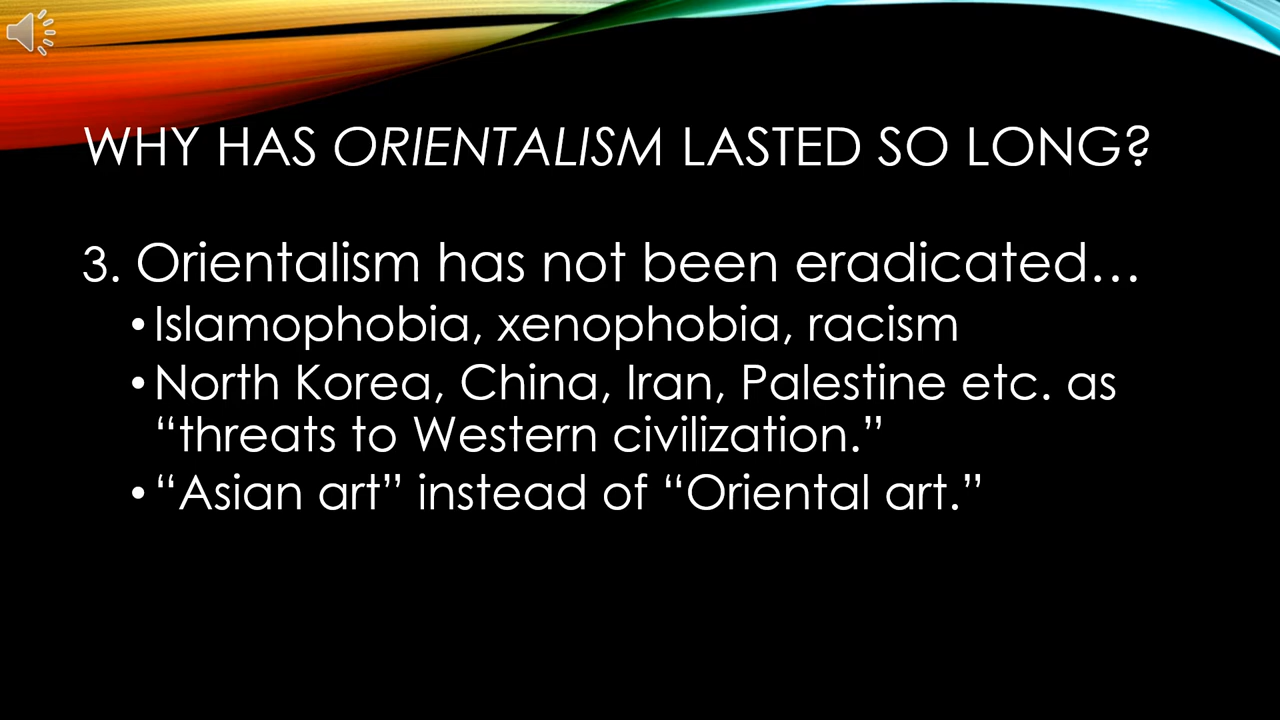 WHY HAS ORIENTALISM LASTED SO LONG?
3. Orientalism has not been eradicated…
• Islamophobia, xenophobia, racism
• North Korea, China, Iran, Palestine etc. as
“threats to Western civilization.”
• “Asian art” instead of “Oriental art.”